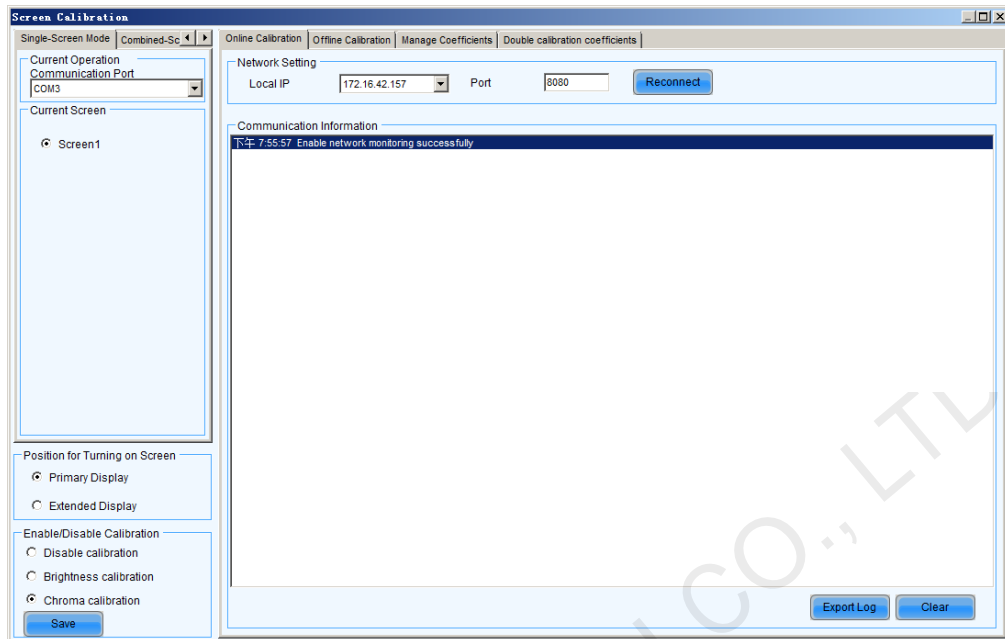 Screen Calibration
Single-Screen Mode Combined-Sc
Current Operation
Communication Port
COM3
Current Screen
Screen1
Position for Turning on Screen
Primary Display
Extended Display
Enable/Disable Calibration
Disable calibration
Brightness calibration
Chroma calibration
Save
Online Calibration Offline Calibration Manage Coefficients Double calibration coefficients
Network Setting
Local IP 172.16.42.157 Port 8080 Reconnect
Communication Information
下午 7:55:57 Enable network monitoring successfully
Export Log Clear
CO., LTD